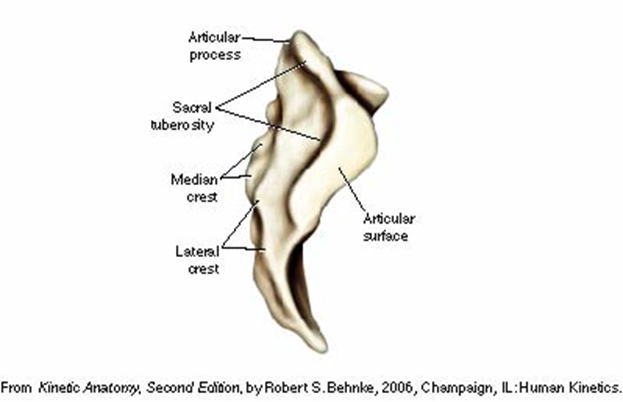 Articular
process
Sacral
tuberosity
Median
crest
Lateral
crest
Articular
surface
From Kinetic Anatomy, Second Edition, by Robert S. Behnke, 2006, Champaign, IL: Human Kinetics.